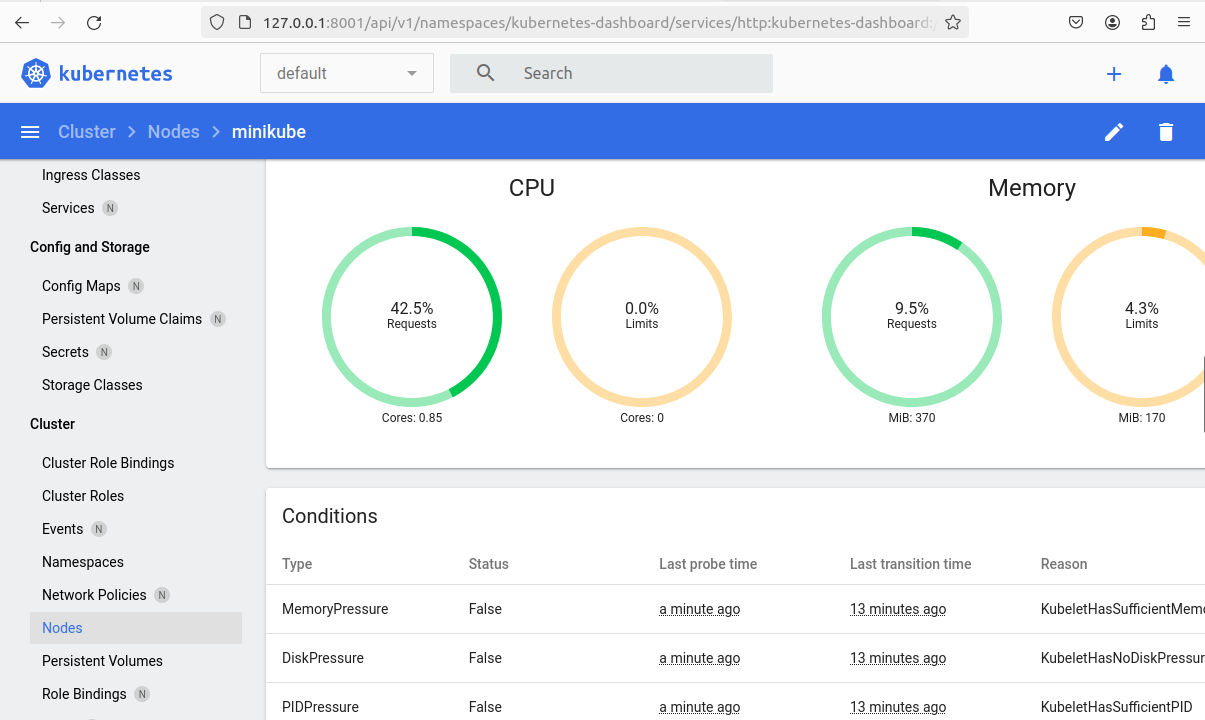 127.0.0.1:8001/api/v1/namespaces/kubernetes-dashboard/services/http:kubernetes-dashboard:
kubernetes
default
Search
Cluster
Nodes
minikube
Ingress Classes
Services N
Config and Storage
Config Maps N
Persistent Volume Claims N
Secrets N
Storage Classes
Cluster
Cluster Role Bindings
Cluster Roles
Events N
Namespaces
Network Policies N
Nodes
Persistent Volumes
Role Bindings N
CPU
42.5%
Requests
Cores: 0.85
0.0%
Limits
Cores: 0
Memory
9.5%
Requests
MiB: 370
4.3%
Limits
MiB: 170
Conditions
Type Status Last probe time Last transition time Reason
MemoryPressure False a minute ago 13 minutes ago KubeletHasSufficientMemo
DiskPressure False a minute ago 13 minutes ago KubeletHasNoDiskPressur
PIDPressure False a minute ago 13 minutes ago KubeletHasSufficientPID